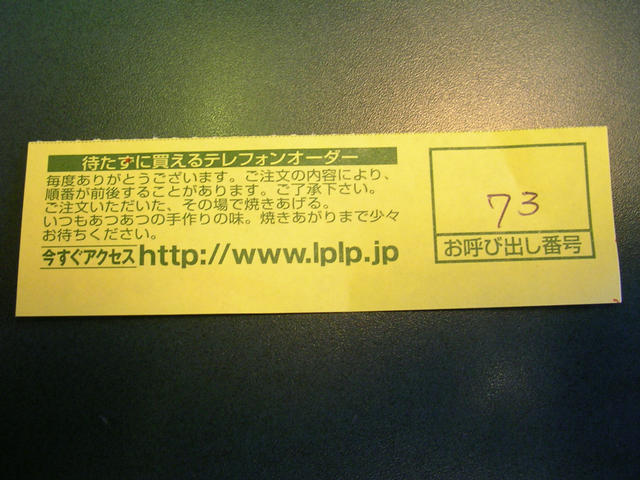 待たずに買えるテレフォンオーダー
毎度ありがとうございます。ご注文の内容により、
順番が前後することがあります。ご了承下さい。
ご注文いただいた、その場で焼きあげる。
いつもあつあつの手作りの味。焼きあがりまで少々
お待ちください。
今すぐアクセスhttp://www.lplp.jp
73
お呼び出し番号